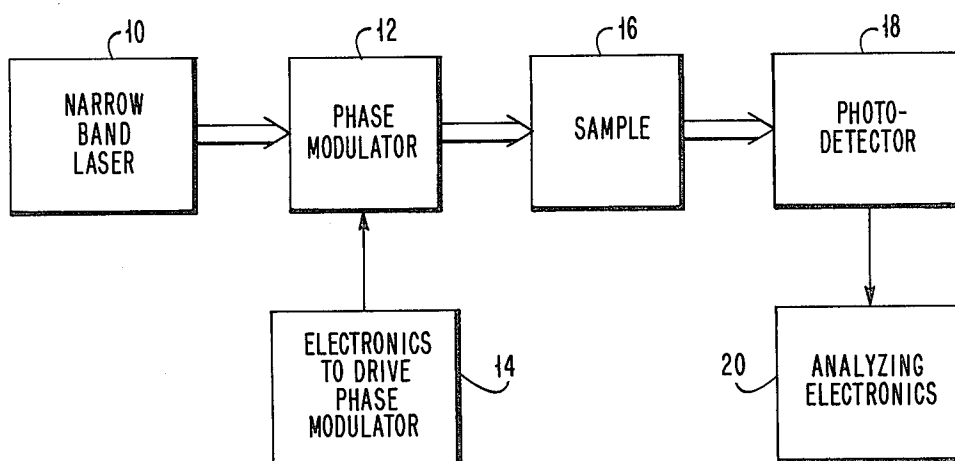 10
12
16
18
NARROW
BAND
LASER
PHASE
MODULATOR
SAMPLE
PHOTO-
DETECTOR
ELECTRONICS
TO DRIVE
PHASE
MODULATOR
14
20
ANALYZING
ELECTRONICS